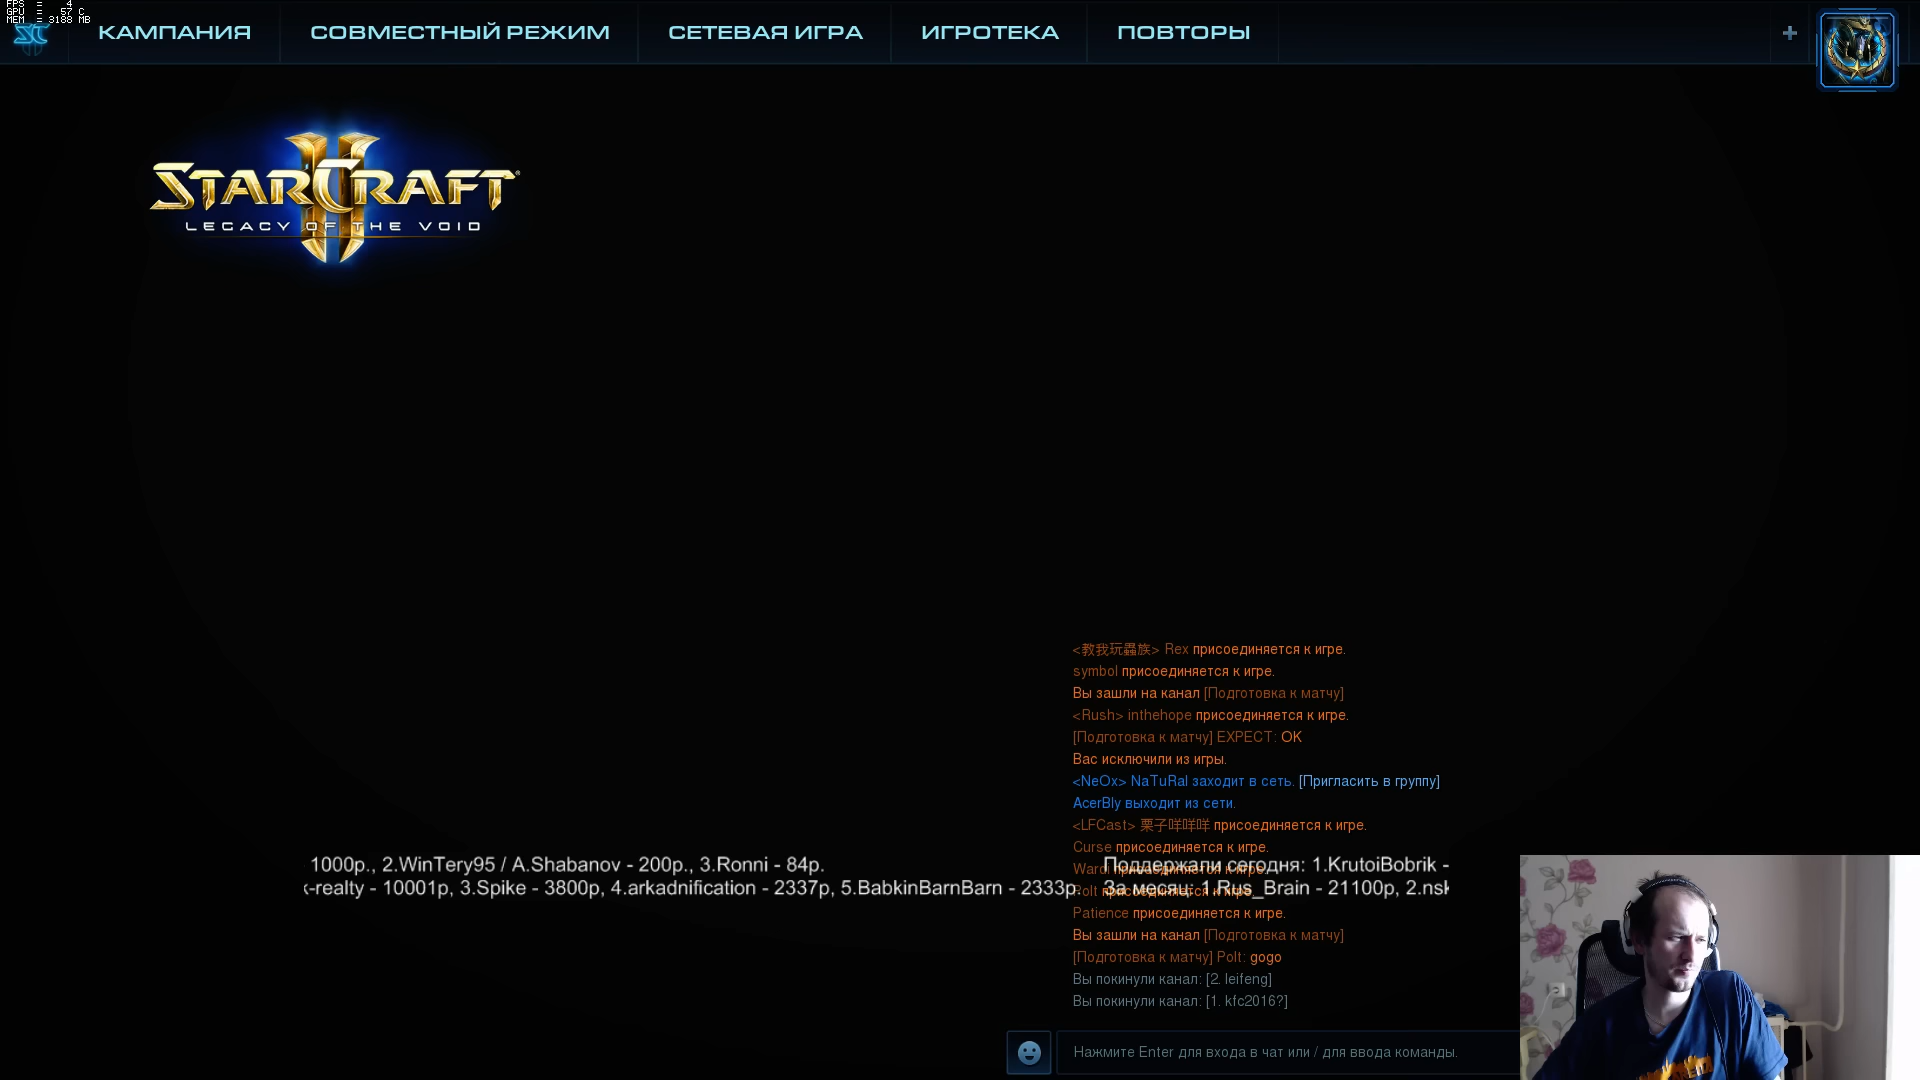 FPS = 4
GPU = 57 C
MEM = 3188 MB
КАМПАНИЯ СОВМЕСТНЫЙ РЕЖИМ СЕТЕВАЯ ИГРА ИГРОТЕКА ПОВТОРЫ
STARCRAFT II
LEGACY OF THE VOID
<教我玩蟲族> Rex присоединяется к игре.
symbol присоединяется к игре.
Вы зашли на канал [Подготовка к матчу]
<Rush> inthehope присоединяется к игре.
[Подготовка к матчу] EXPECT: OK
Вас исключили из игры.
<NeOx> NaTuRal заходит в сеть. [Пригласить в группу]
AcerBly выходит из сети.
<LFCast> 栗子咩咩咩 присоединяется к игре.
Curse присоединяется к игре.
Wardi присоединяется к игре.
Polt присоединяется к игре.
Patience присоединяется к игре.
Вы зашли на канал [Подготовка к матчу]
[Подготовка к матчу] Polt: gogo
Вы покинули канал: [2. leifeng]
Вы покинули канал: [1. kfc2016?]
1000р., 2.WinTery95 / A.Shabanov - 200р., 3.Ronni - 84р. Поддержали сегодня: 1.KrutoiBobrik -
k-realty - 10001р, 3.Spike - 3800р, 4.arkadnification - 2337р, 5.BabkinBarnBarn - 2333р. За месяц: 1.Rus_Brain - 21100р, 2.nsk
Нажмите Enter для входа в чат или / для ввода команды.